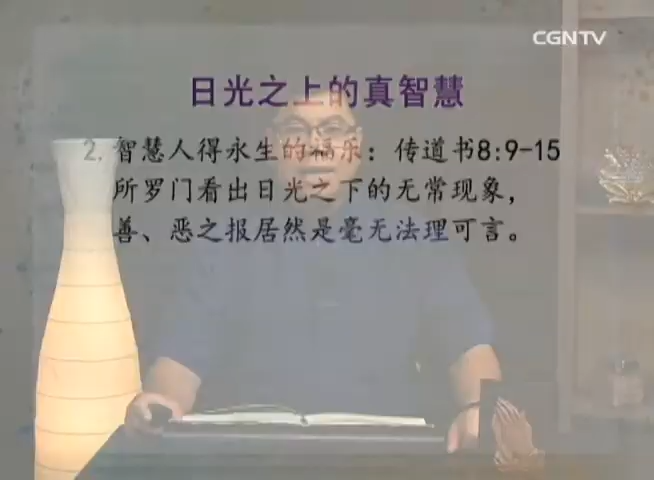 CGNTV
日光之上的真智慧
2. 智慧人得永生的福乐：传道书8:9-15
所罗门看出日光之下的无常现象，
善、恶之报居然是毫无法理可言。